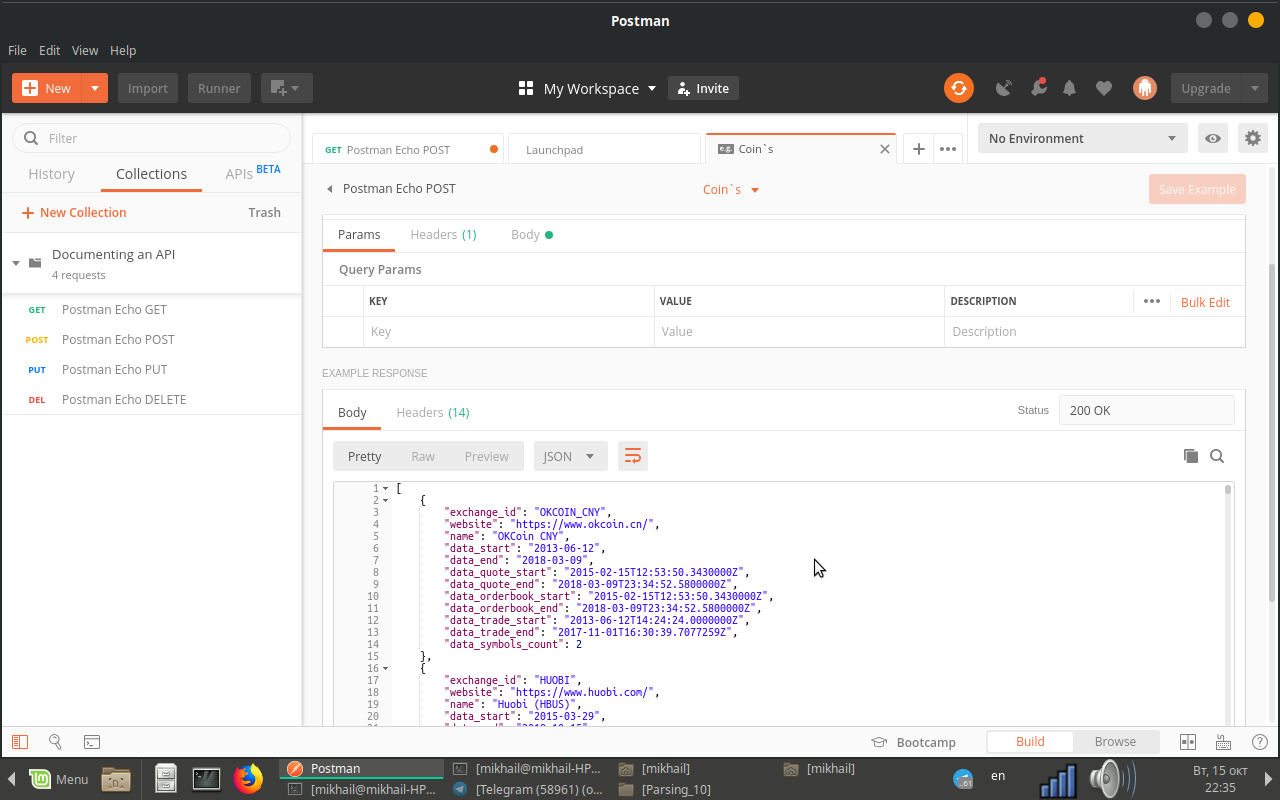 Postman
File Edit View Help
New Import Runner My Workspace Invite Upgrade
Filter
History Collections APIs BETA
+ New Collection Trash
Documenting an API
4 requests
GET Postman Echo GET
POST Postman Echo POST
PUT Postman Echo PUT
DEL Postman Echo DELETE
GET Postman Echo POST Launchpad e.g. Coin`s No Environment
Postman Echo POST Coin`s Save Example
Params Headers (1) Body
Query Params
KEY VALUE DESCRIPTION ••• Bulk Edit
Key Value Description
EXAMPLE RESPONSE
Body Headers (14) Status 200 OK
Pretty Raw Preview JSON
1 [
2 {
3 "exchange_id": "OKCOIN_CNY",
4 "website": "https://www.okcoin.cn/",
5 "name": "OKCoin CNY",
6 "data_start": "2013-06-12",
7 "data_end": "2018-03-09",
8 "data_quote_start": "2015-02-15T12:53:50.3430000Z",
9 "data_quote_end": "2018-03-09T23:34:52.5800000Z",
10 "data_orderbook_start": "2015-02-15T12:53:50.3430000Z",
11 "data_orderbook_end": "2018-03-09T23:34:52.5800000Z",
12 "data_trade_start": "2013-06-12T14:24:24.0000000Z",
13 "data_trade_end": "2017-11-01T16:30:39.7077259Z",
14 "data_symbols_count": 2
15 },
16 {
17 "exchange_id": "HUOBI",
18 "website": "https://www.huobi.com/",
19 "name": "Huobi (HBUS)",
20 "data_start": "2015-03-29",
Bootcamp Build Browse
Menu Postman [mikhail@mikhail-HP... [mikhail] [mikhail] en Вт, 15 окт
[mikhail@mikhail-HP... [Telegram (58961) (o... [Parsing_10] 22:35